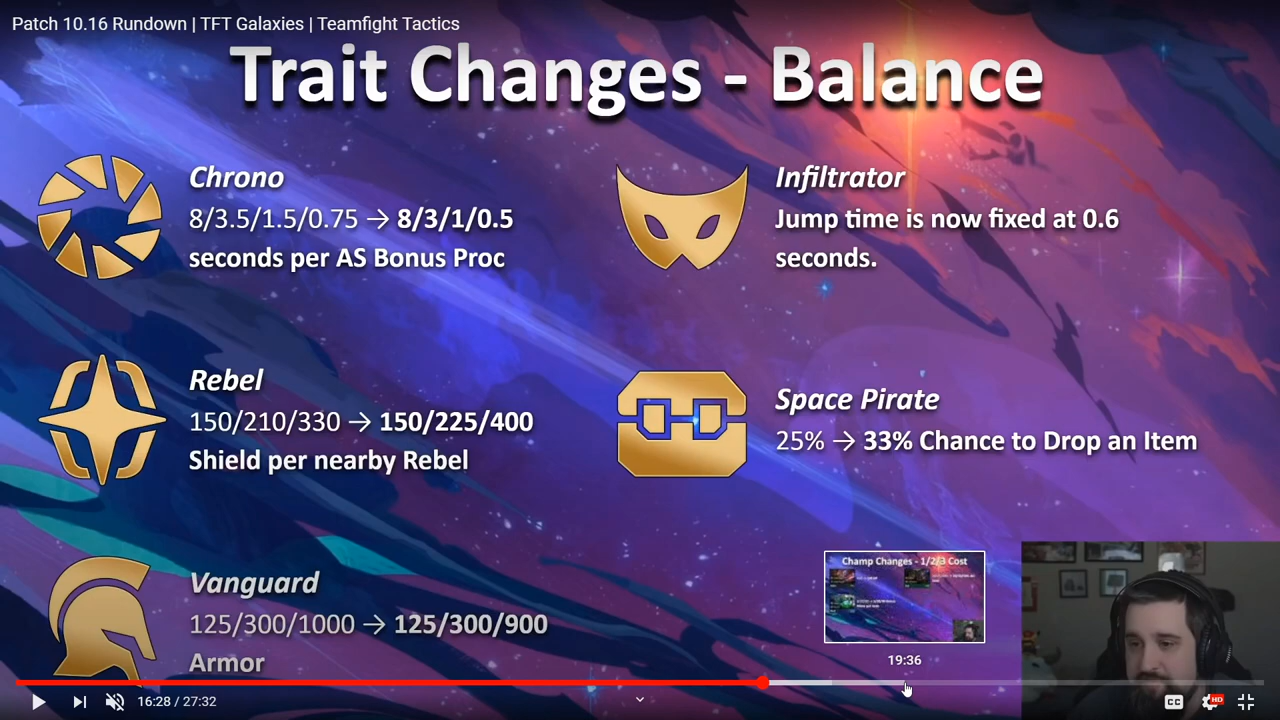 Patch 10.16 Rundown | TFT Galaxies | Teamfight Tactics
Trait Changes - Balance
Chrono
8/3.5/1.5/0.75 → 8/3/1/0.5
seconds per AS Bonus Proc
Infiltrator
Jump time is now fixed at 0.6
seconds.
Rebel
150/210/330 → 150/225/400
Shield per nearby Rebel
Space Pirate
25% → 33% Chance to Drop an Item
Vanguard
125/300/1000 → 125/300/900
Armor
Champ Changes - 1/2/3 Cost
19:36
16:28 / 27:32
CC
HD